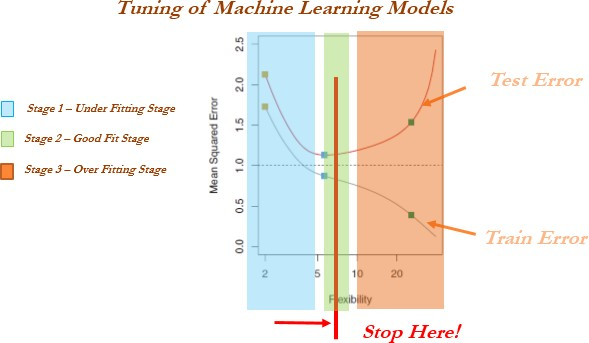 Tuning of Machine Learning Models
Stage 1 – Under Fitting Stage
Stage 2 – Good Fit Stage
Stage 3 – Over Fitting Stage
Mean Squared Error
2.5
2.0
1.5
1.0
0.5
0.0
2 5 10 20
Flexibility
Test Error
Train Error
Stop Here!